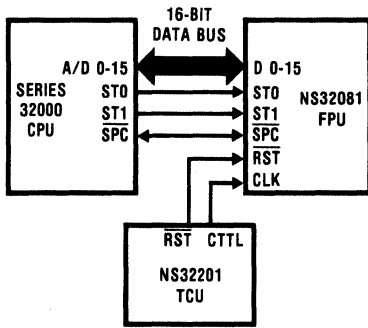 16-BIT
DATA BUS
A/D 0-15
D 0-15
SERIES
32000
CPU
ST0
ST1
SPC
ST0
ST1
SPC
RST
CLK
NS32081
FPU
RST CTTL
NS32201
TCU